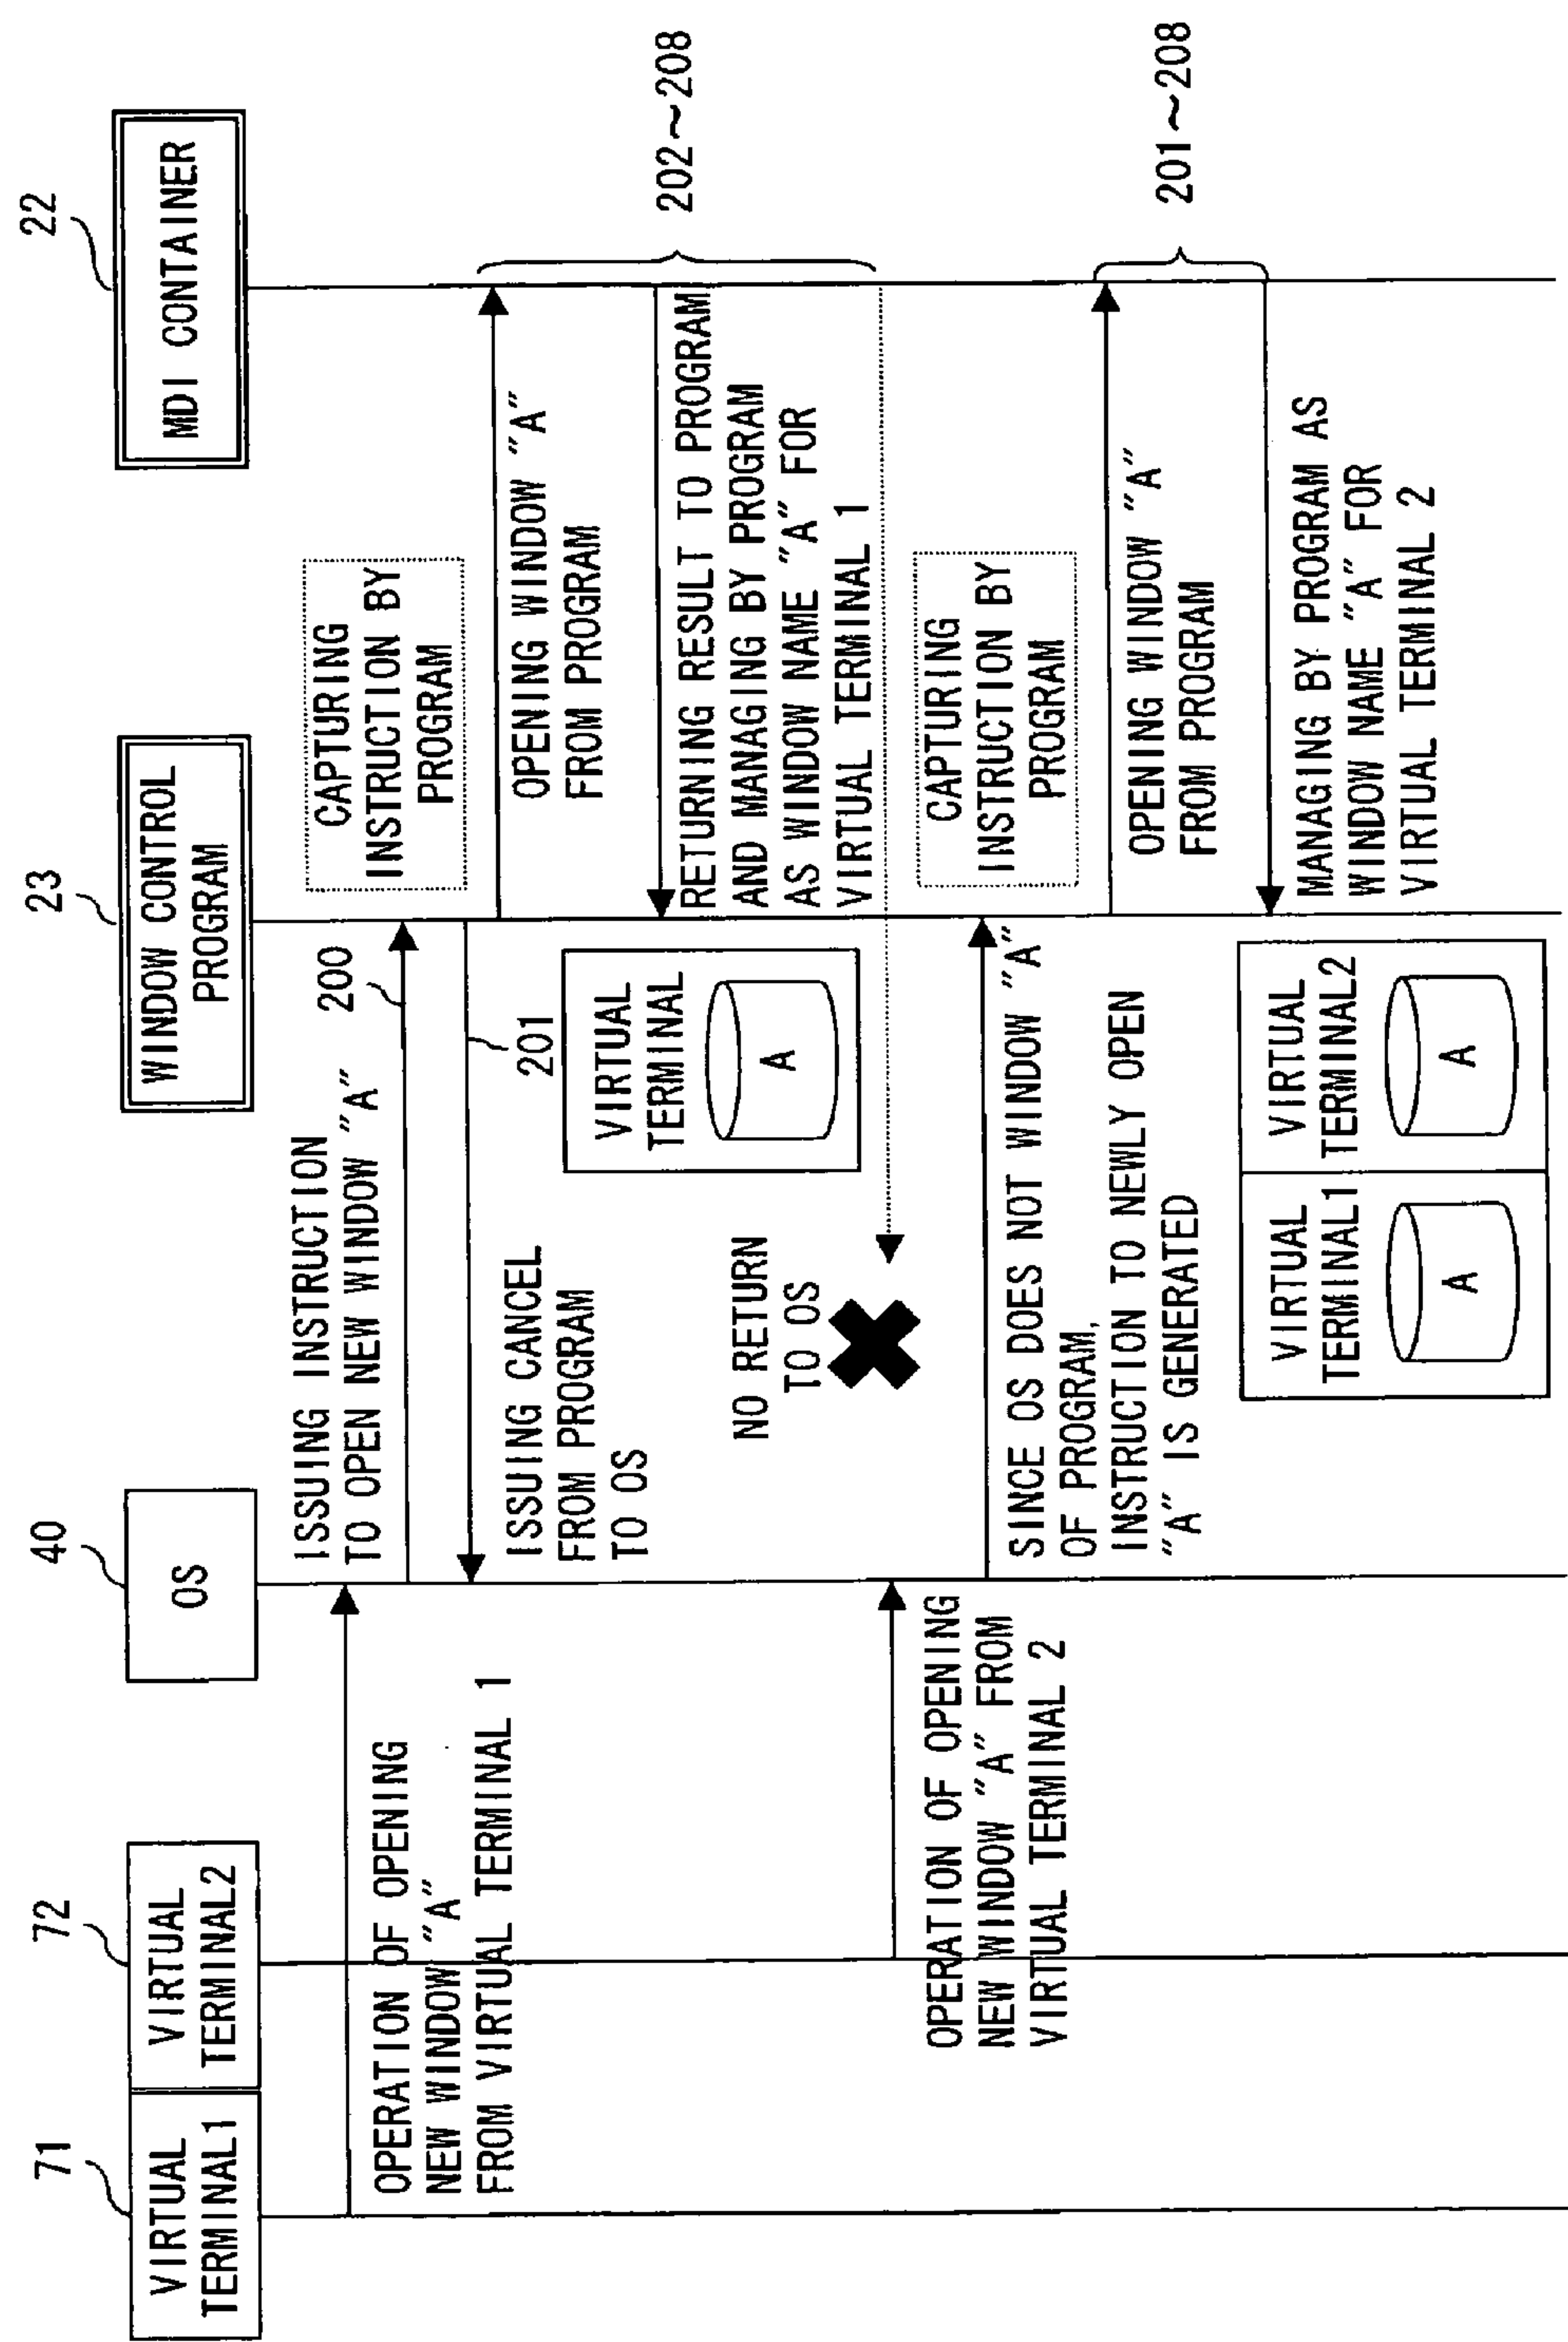 71
72
40
23
22
VIRTUAL
TERMINAL1
VIRTUAL
TERMINAL2
OS
WINDOW CONTROL
PROGRAM
MDI CONTAINER
OPERATION OF OPENING
NEW WINDOW "A"
FROM VIRTUAL TERMINAL 1
ISSUING INSTRUCTION
TO OPEN NEW WINDOW "A"
200
CAPTURING
INSTRUCTION BY
PROGRAM
ISSUING CANCEL
FROM PROGRAM
TO OS
201
OPENING WINDOW "A"
FROM PROGRAM
VIRTUAL
TERMINAL
A
RETURNING RESULT TO PROGRAM
AND MANAGING BY PROGRAM
AS WINDOW NAME "A" FOR
VIRTUAL TERMINAL 1
202~208
NO RETURN
TO OS
OPERATION OF OPENING
NEW WINDOW "A" FROM
VIRTUAL TERMINAL 2
CAPTURING
INSTRUCTION BY
PROGRAM
SINCE OS DOES NOT WINDOW "A"
OF PROGRAM,
INSTRUCTION TO NEWLY OPEN
"A" IS GENERATED
OPENING WINDOW "A"
FROM PROGRAM
201~208
VIRTUAL
TERMINAL1
A
VIRTUAL
TERMINAL2
A
MANAGING BY PROGRAM AS
WINDOW NAME "A" FOR
VIRTUAL TERMINAL 2